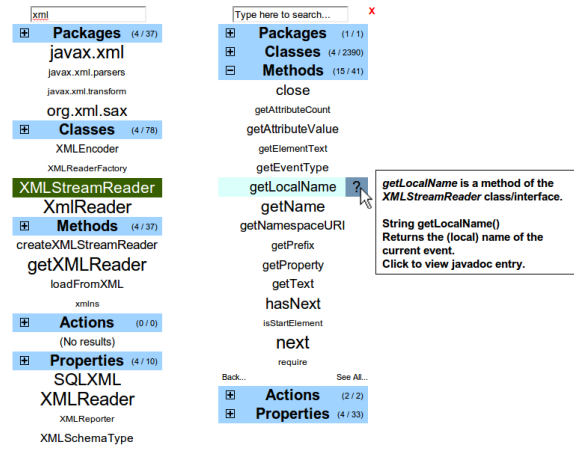 xml
Packages (4 / 37)
javax.xml
javax.xml.parsers
javax.xml.transform
org.xml.sax
Classes (4 / 78)
XMLEncoder
XMLReaderFactory
XMLStreamReader
XmlReader
Methods (4 / 37)
createXMLStreamReader
getXMLReader
loadFromXML
xmlns
Actions (0 / 0)
(No results)
Properties (4 / 10)
SQLXML
XMLReader
XMLReporter
XMLSchemaType
Type here to search... x
Packages (1 / 1)
Classes (4 / 2390)
Methods (15 / 41)
close
getAttributeCount
getAttributeValue
getElementText
getEventType
getLocalName ?
getName
getNamespaceURI
getPrefix
getProperty
getText
hasNext
isStartElement
next
require
Back... See All...
Actions (2 / 2)
Properties (4 / 33)
getLocalName is a method of the
XMLStreamReader class/interface.
String getLocalName()
Returns the (local) name of the
current event.
Click to view javadoc entry.